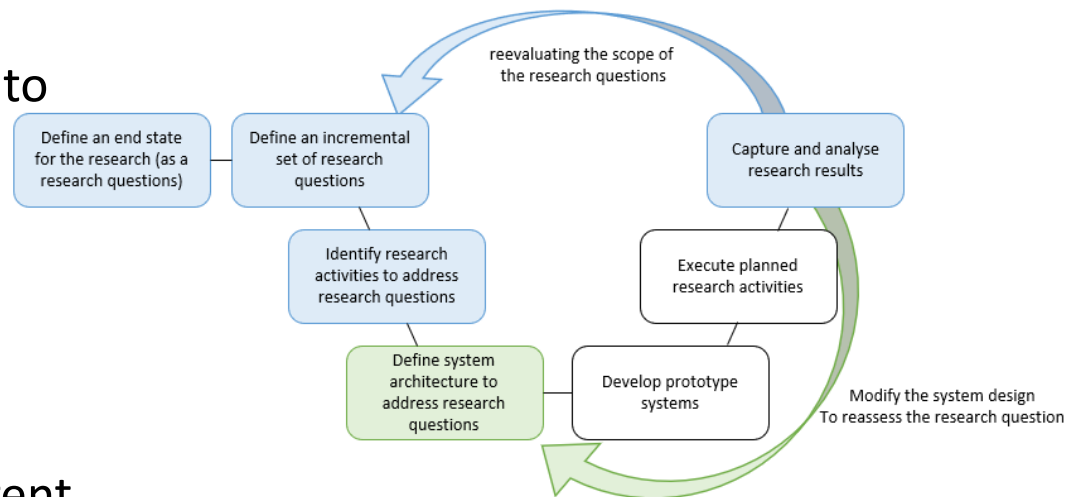 reevaluating the scope of
the research questions
to
Define an end state
for the research (as a
research questions)
Define an incremental
set of research
questions
Capture and analyse
research results
Identify research
activities to address
research questions
Execute planned
research activities
Define system
architecture to
address research
questions
Develop prototype
systems
Modify the system design
To reassess the research question